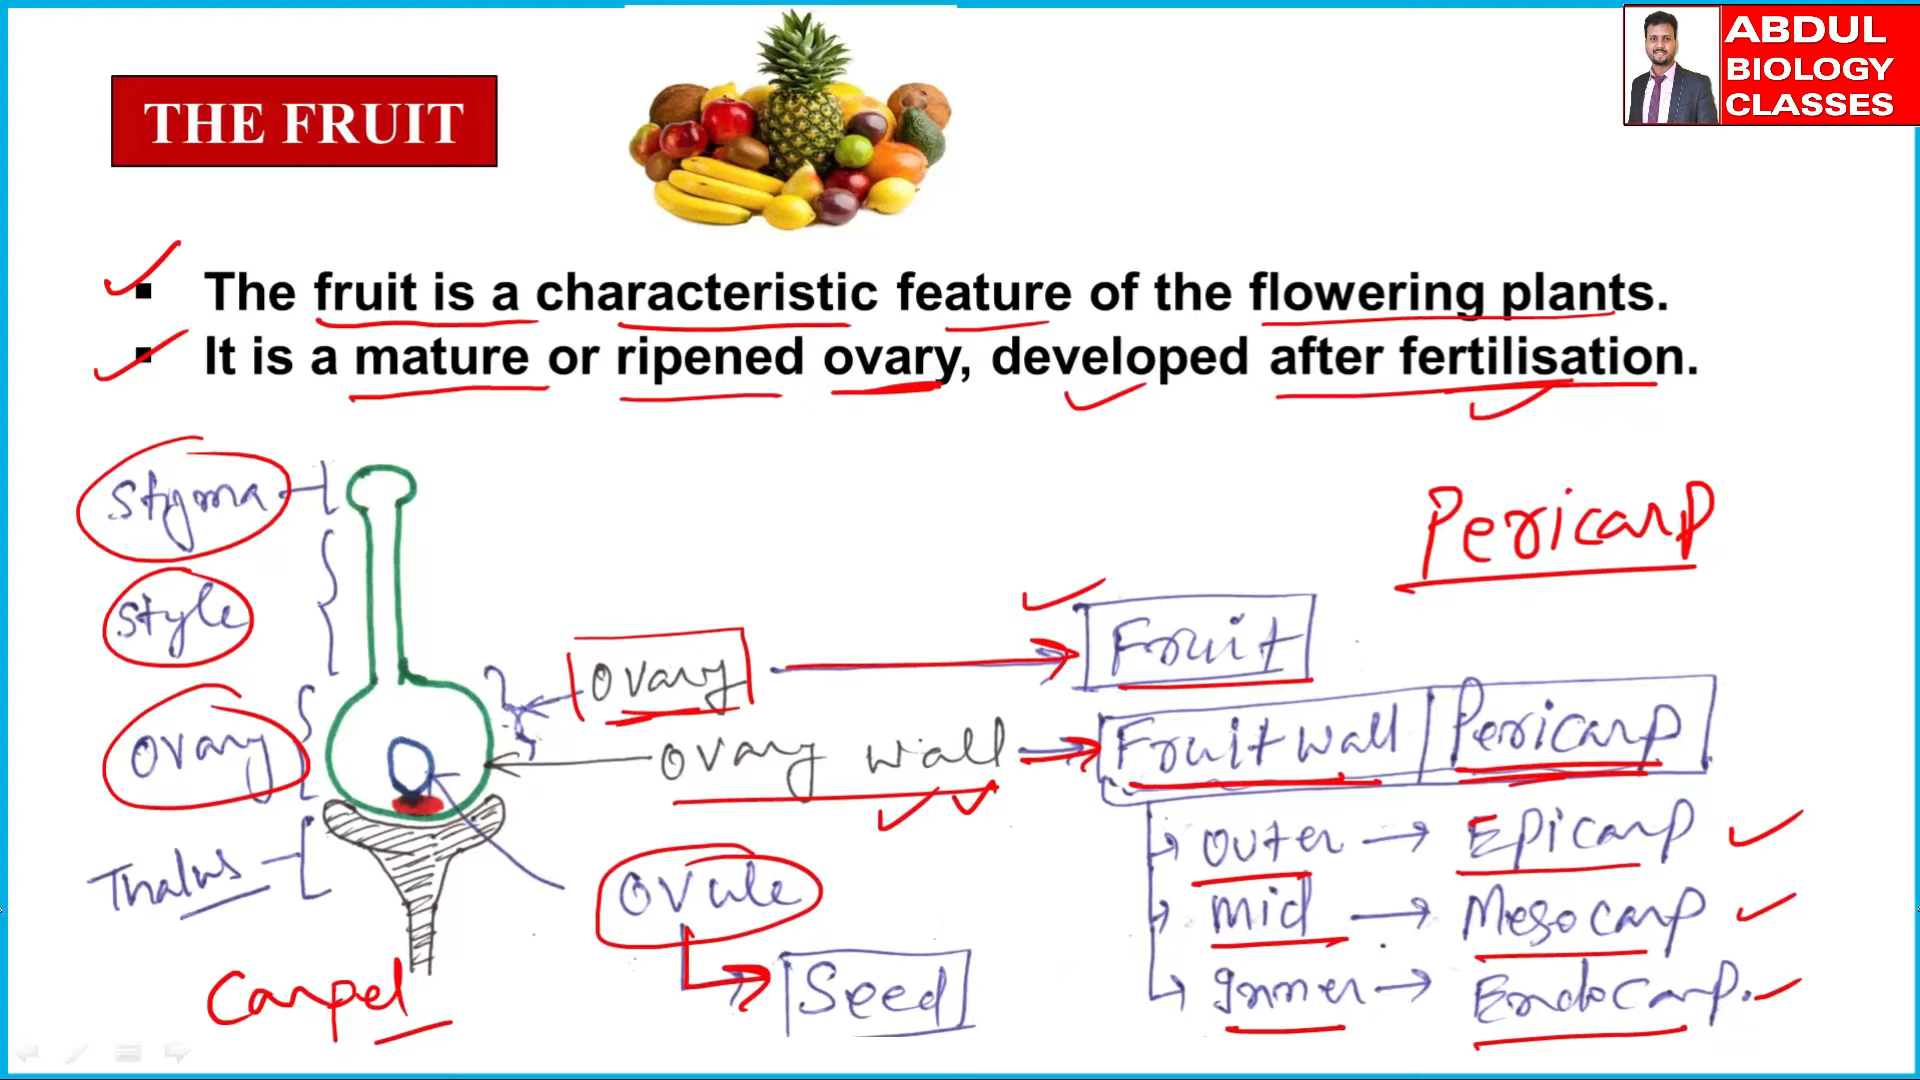 ABDUL
BIOLOGY
CLASSES
THE FRUIT
▪ The fruit is a characteristic feature of the flowering plants.
▪ It is a mature or ripened ovary, developed after fertilisation.
Stigma
Style
Ovary
Thalus
Carpel
Pericarp
Ovary → Fruit
Ovary wall → Fruit wall | Pericarp
Outer → Epicarp
Mid → Mesocarp
Inner → Endocarp.
Ovule
Seed